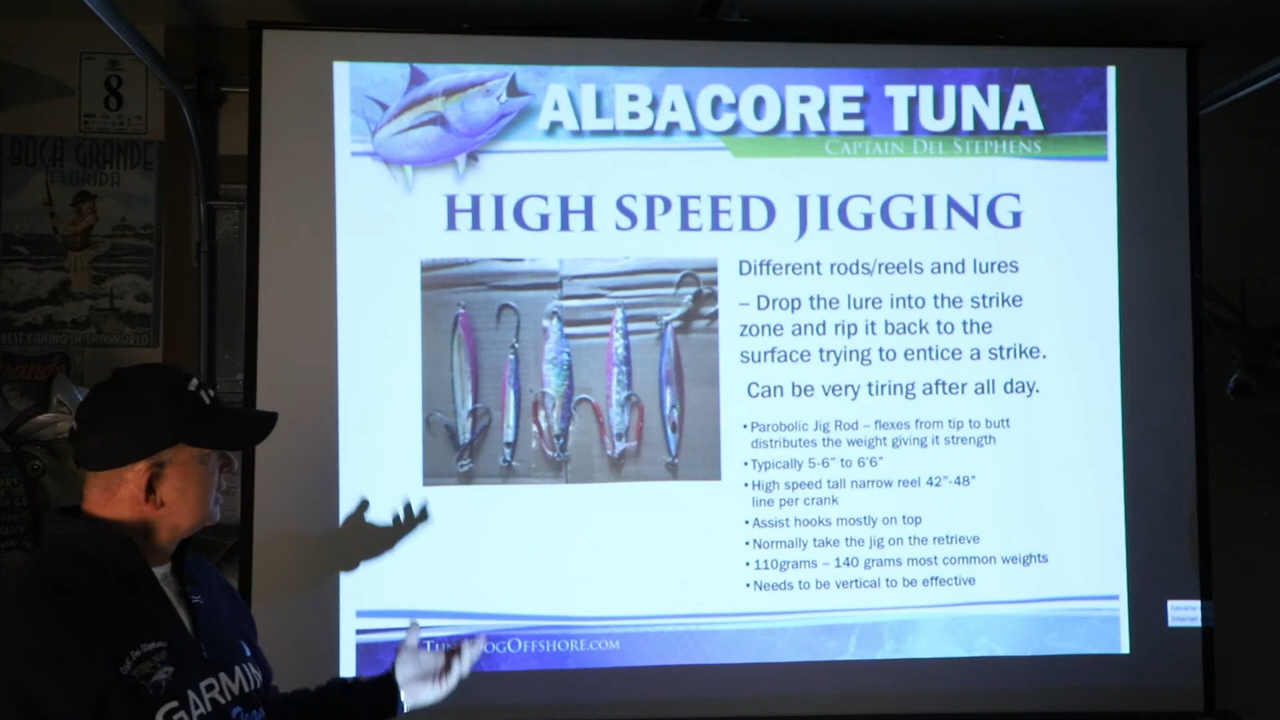 8
BOCA GRANDE
FLORIDA
BEST FISHING IN THE WORLD
ALBACORE TUNA
CAPTAIN DEL STEPHENS
HIGH SPEED JIGGING
Different rods/reels and lures
– Drop the lure into the strike
zone and rip it back to the
surface trying to entice a strike.
Can be very tiring after all day.
•Parobolic Jig Rod – flexes from tip to butt
distributes the weight giving it strength
•Typically 5-6" to 6'6"
•High speed tall narrow reel 42"-48"
line per crank
•Assist hooks mostly on top
•Normally take the jig on the retrieve
•110grams – 140 grams most common weights
•Needs to be vertical to be effective
GARMIN